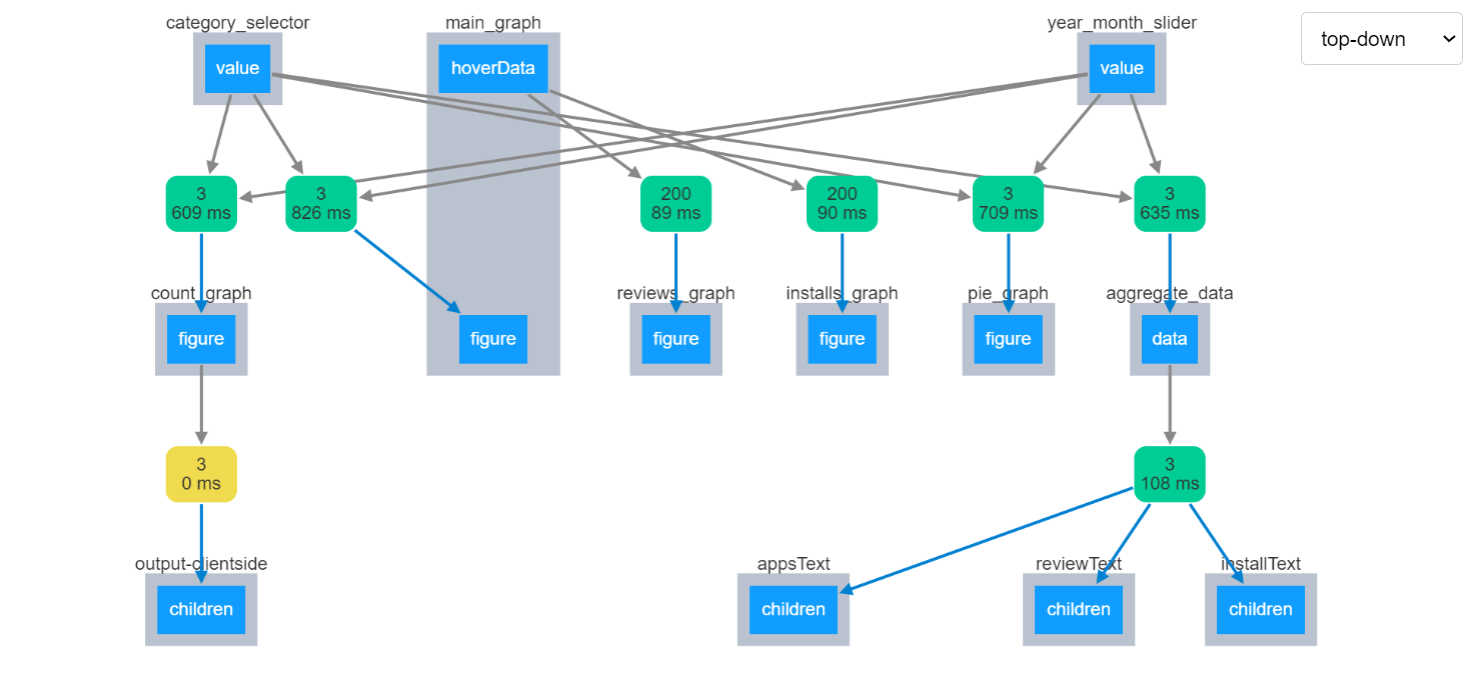 category_selector
main_graph
year_month_slider
top-down
value
hoverData
value
3
609 ms
3
826 ms
200
89 ms
200
90 ms
3
709 ms
3
635 ms
count_graph
reviews_graph
installs_graph
pie_graph
aggregate_data
figure
figure
figure
figure
figure
data
3
0 ms
3
108 ms
output-clientside
appsText
reviewText
installText
children
children
children
children